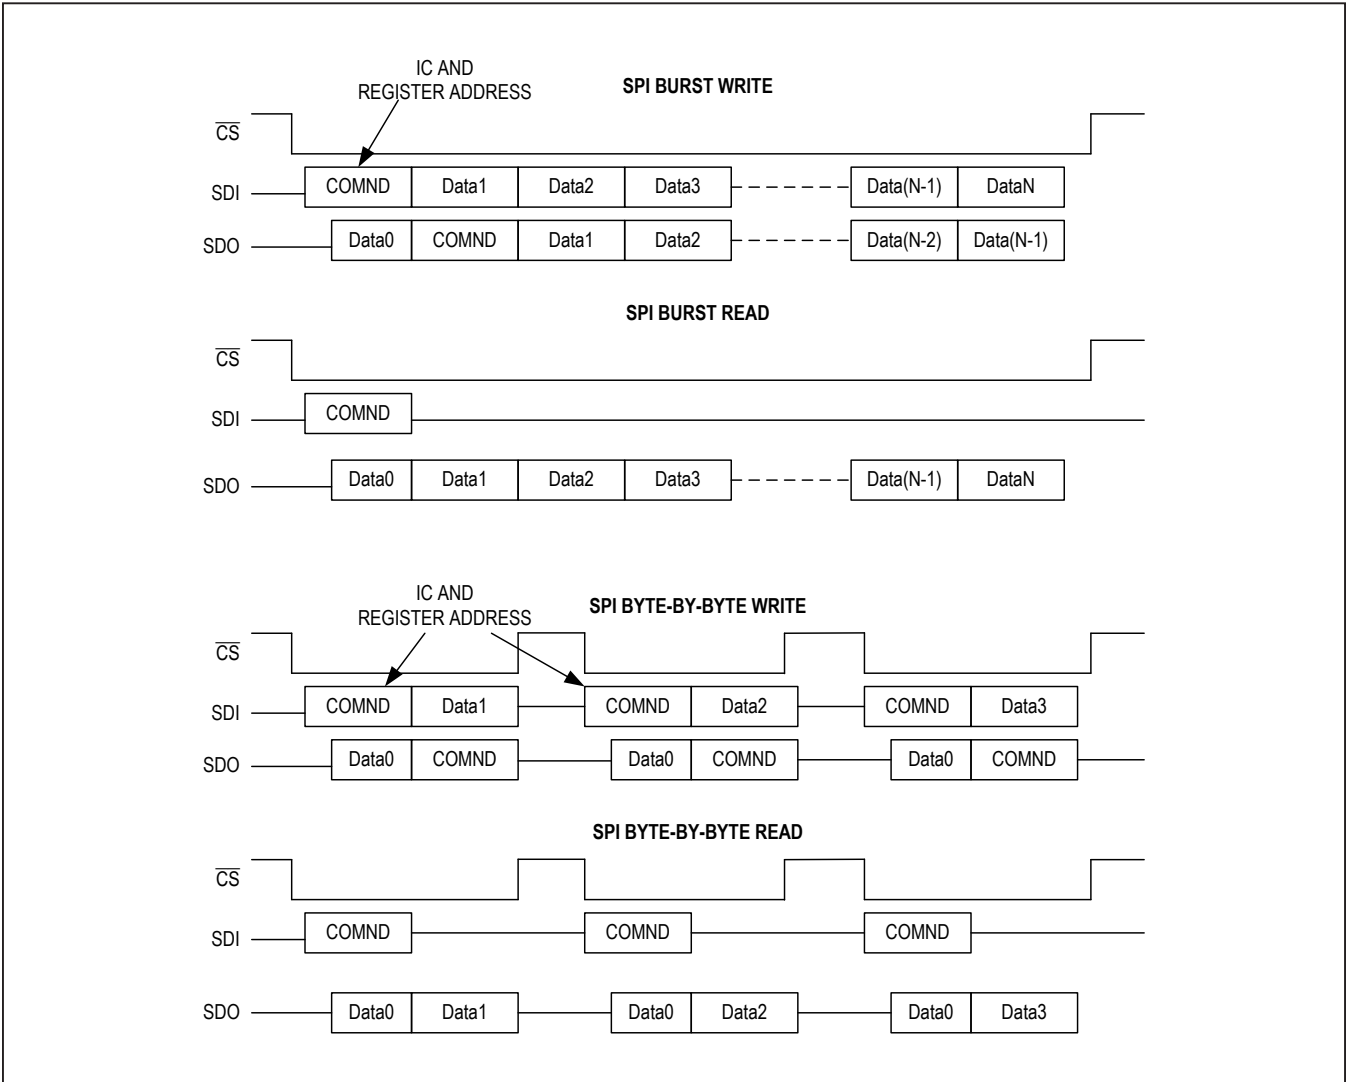 IC AND
REGISTER ADDRESS
SPI BURST WRITE
CS
SDI COMND Data1 Data2 Data3 Data(N-1) DataN
SDO Data0 COMND Data1 Data2 Data(N-2) Data(N-1)
SPI BURST READ
CS
SDI COMND
SDO Data0 Data1 Data2 Data3 Data(N-1) DataN
IC AND
REGISTER ADDRESS
SPI BYTE-BY-BYTE WRITE
CS
SDI COMND Data1 COMND Data2 COMND Data3
SDO Data0 COMND Data0 COMND Data0 COMND
SPI BYTE-BY-BYTE READ
CS
SDI COMND COMND COMND
SDO Data0 Data1 Data0 Data2 Data0 Data3